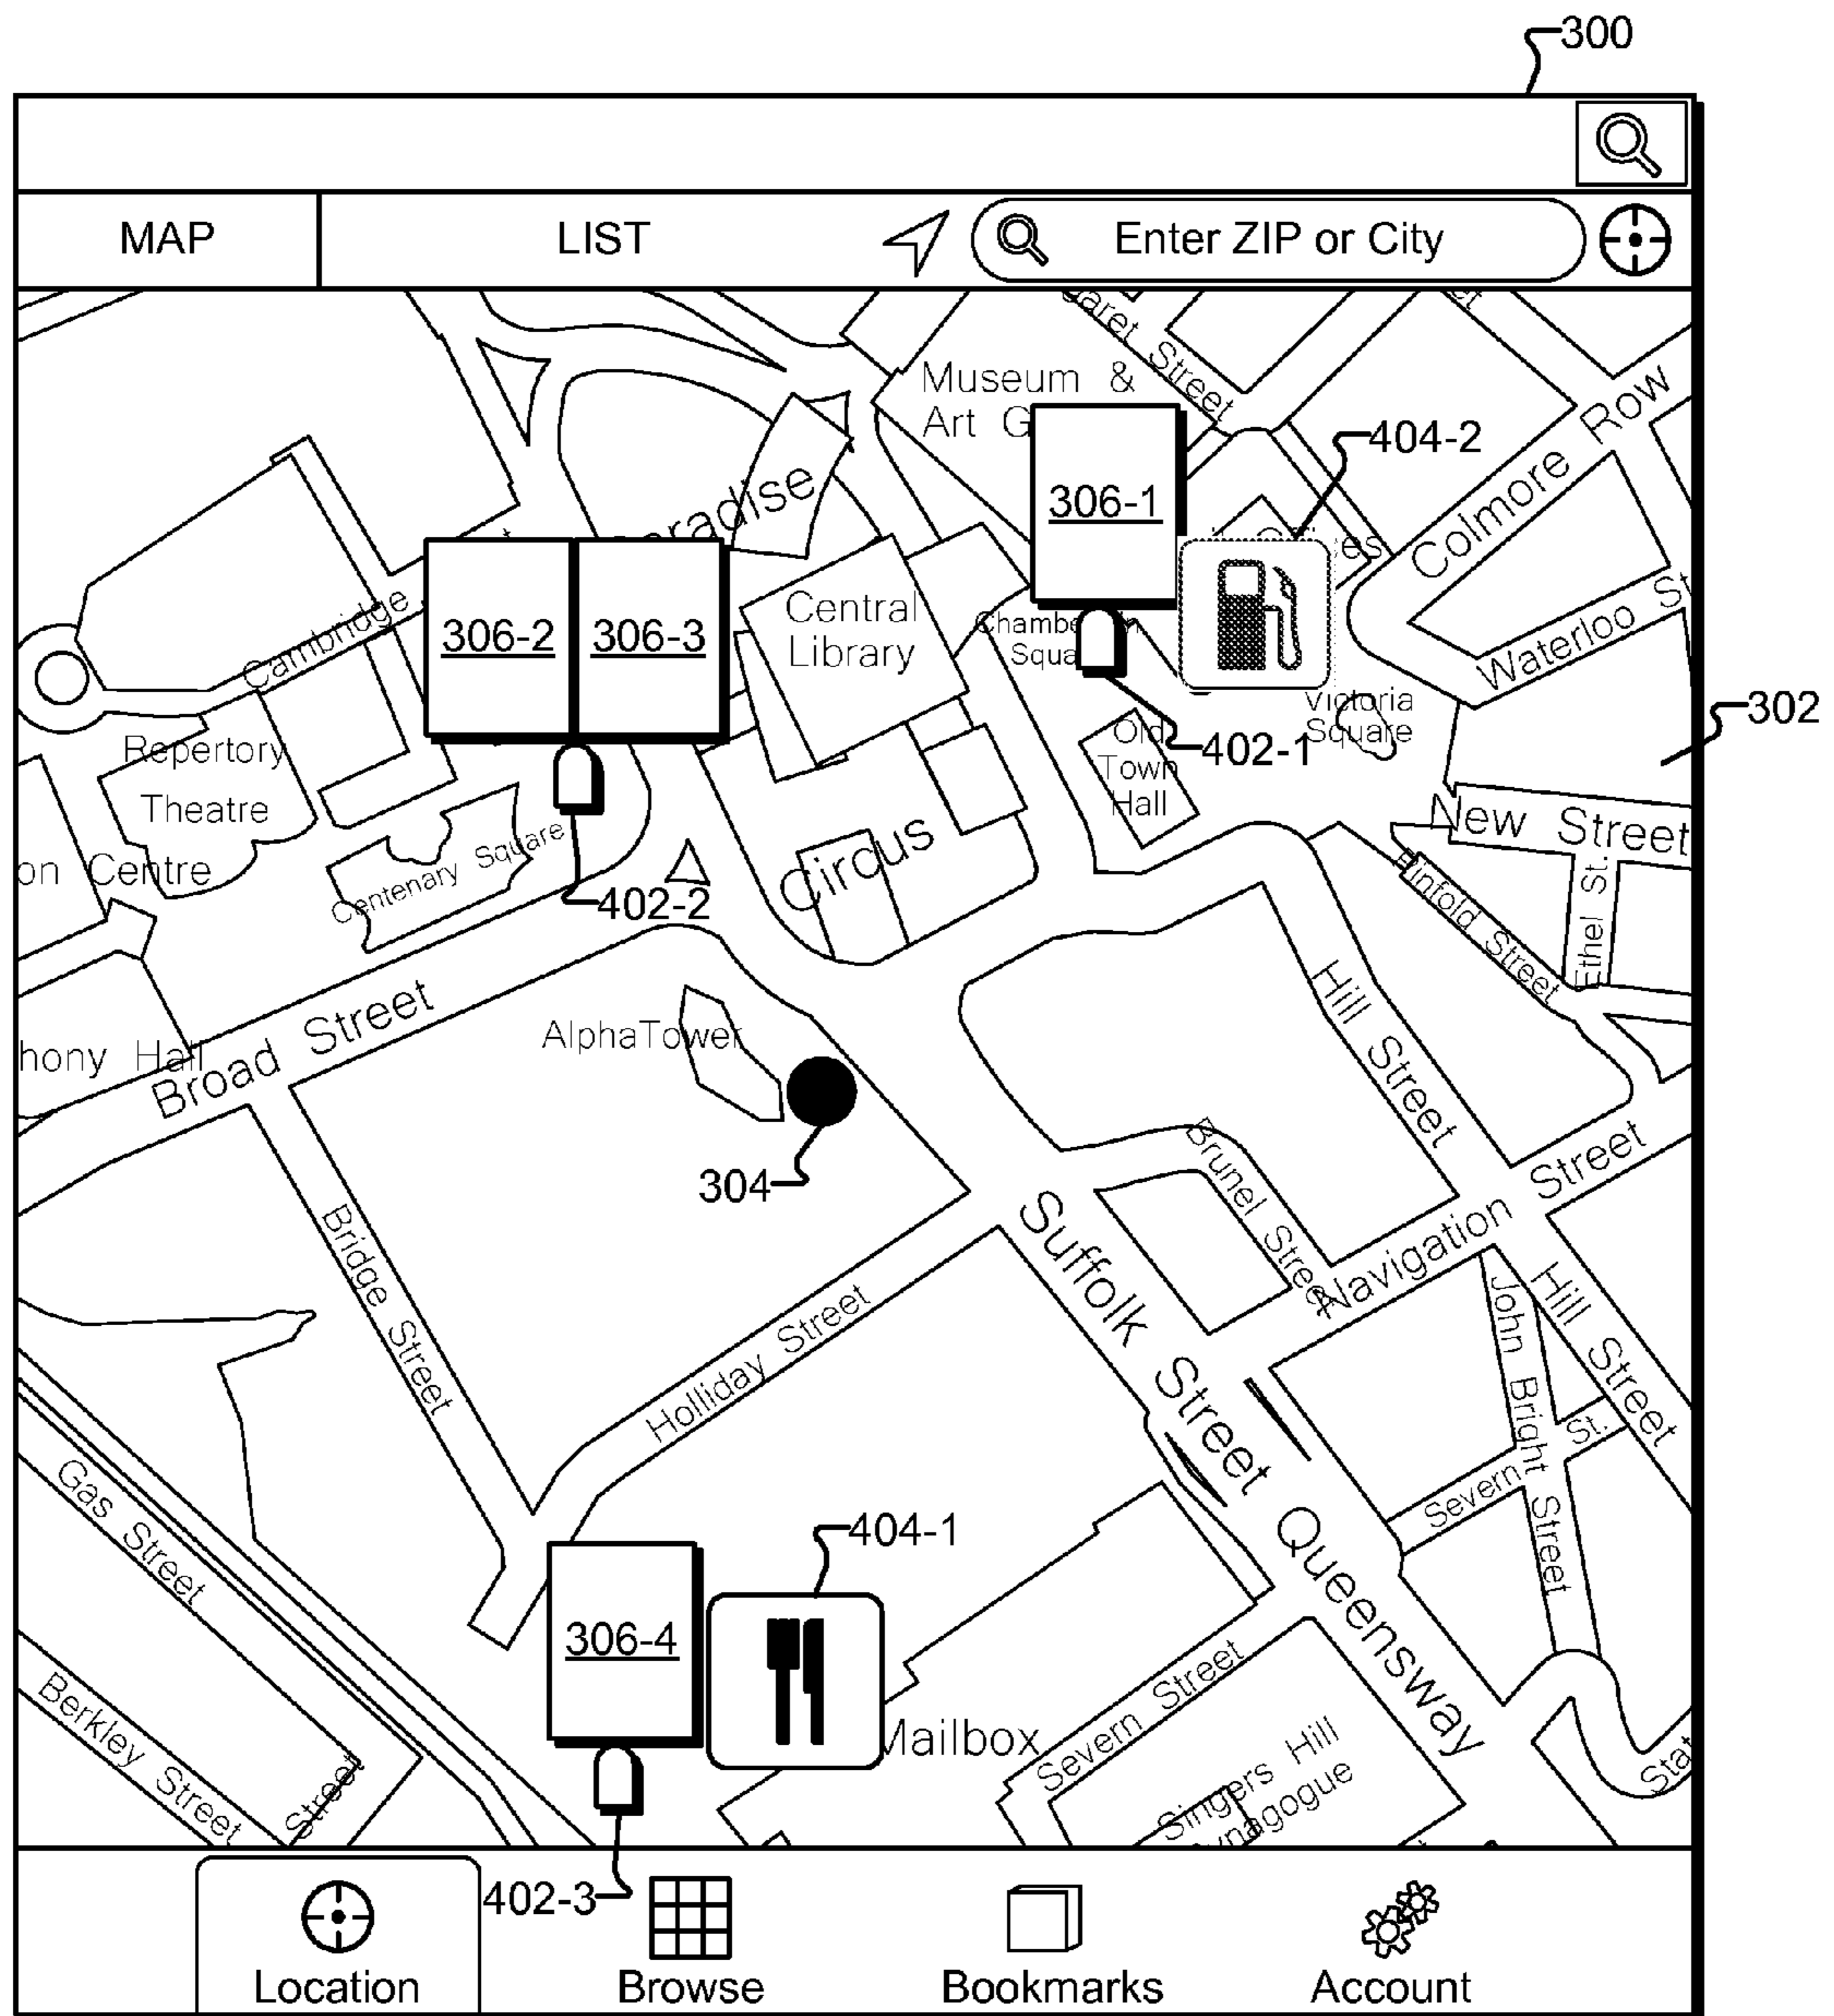 300
MAP
LIST
Enter ZIP or City
Museum &
Art G
Street
404-2
Colmore Row
306-1
306-2
306-3
Central
Library
Cambridge
Waterloo St
302
Victoria
Square
402-1
Old
Town
Hall
Repertory
Theatre
New Street
Circus
Centenary Square
402-2
on Centre
Pinfold Street
Ethel St.
Broad Street
hony Hall
AlphaTower
304
Hill Street
Brunel Street
Navigation Street
Suffolk Street Queensway
Bridge Street
Holliday Street
Hill Street
John Bright Street
Severn St.
Gas Street
404-1
306-4
Mailbox
Severn Street
Singers Hill
Berkley Street
Street
402-3
Location
Browse
Bookmarks
Account